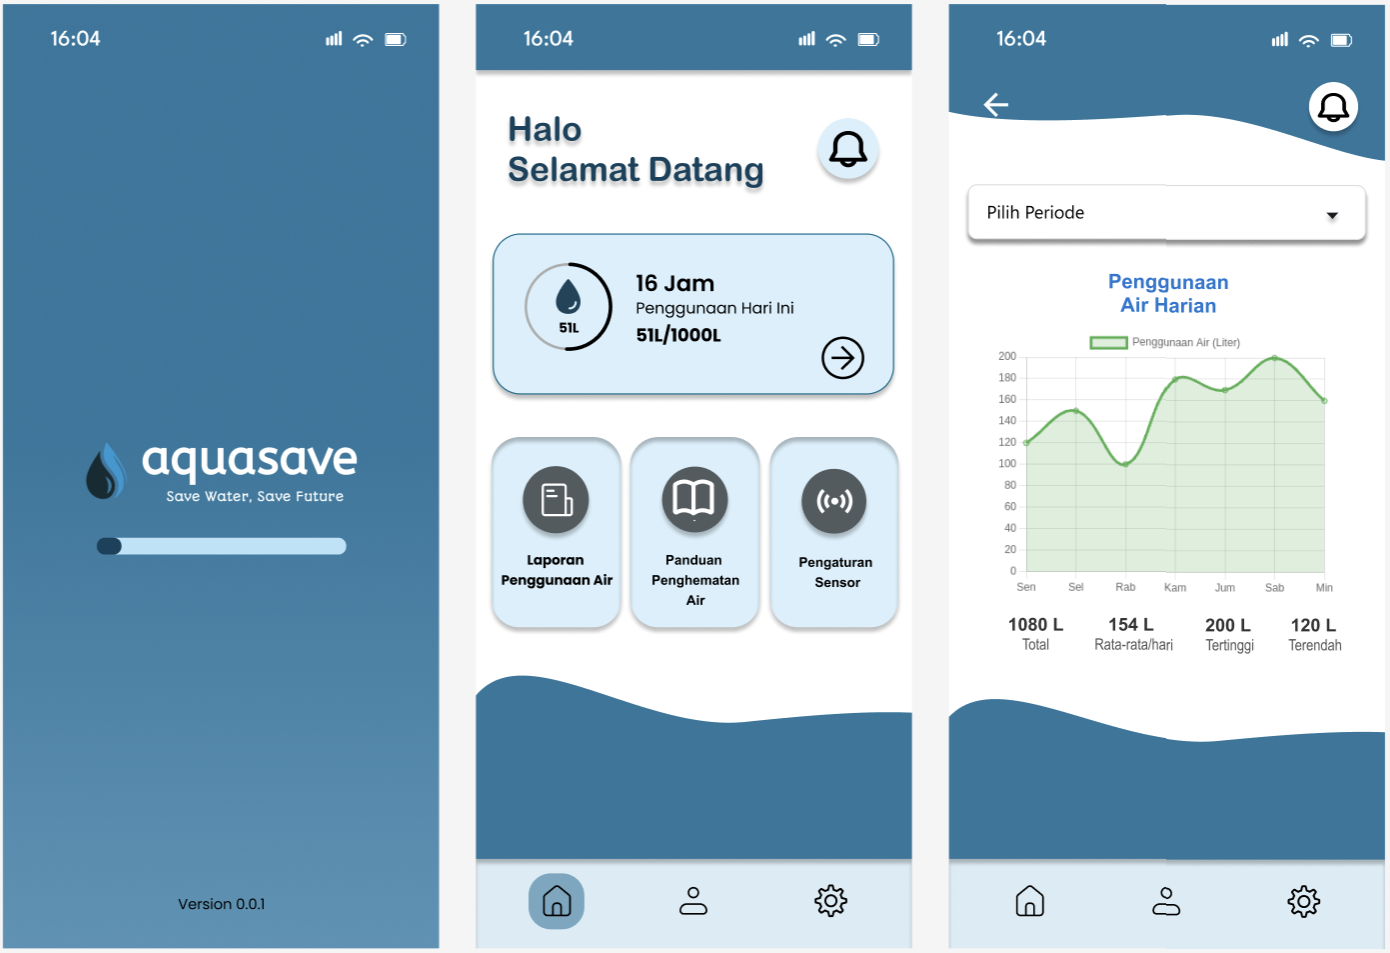 16:04
aquasave
Save Water, Save Future
Version 0.0.1
16:04
Halo
Selamat Datang
51L
16 Jam
Penggunaan Hari Ini
51L/1000L
Laporan
Penggunaan Air
Panduan
Penghematan
Air
Pengaturan
Sensor
16:04
Pilih Periode
Penggunaan
Air Harian
Penggunaan Air (Liter)
200
180
160
140
120
100
80
60
40
20
0
Sen Sel Rab Kam Jum Sab Min
1080 L 154 L 200 L 120 L
Total Rata-rata/hari Tertinggi Terendah